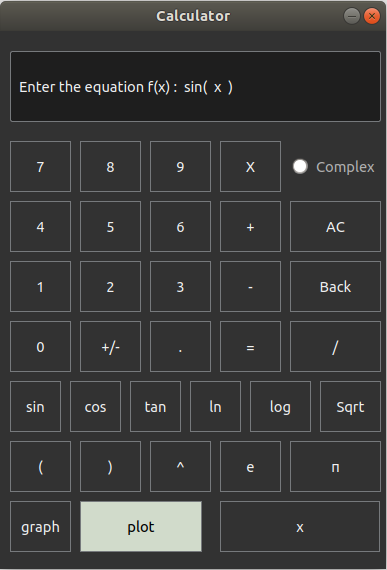 Calculator
Enter the equation f(x) : sin( x )
7 8 9 X Complex
4 5 6 + AC
1 2 3 - Back
0 +/- . = /
sin cos tan ln log Sqrt
( ) ^ e п
graph plot x